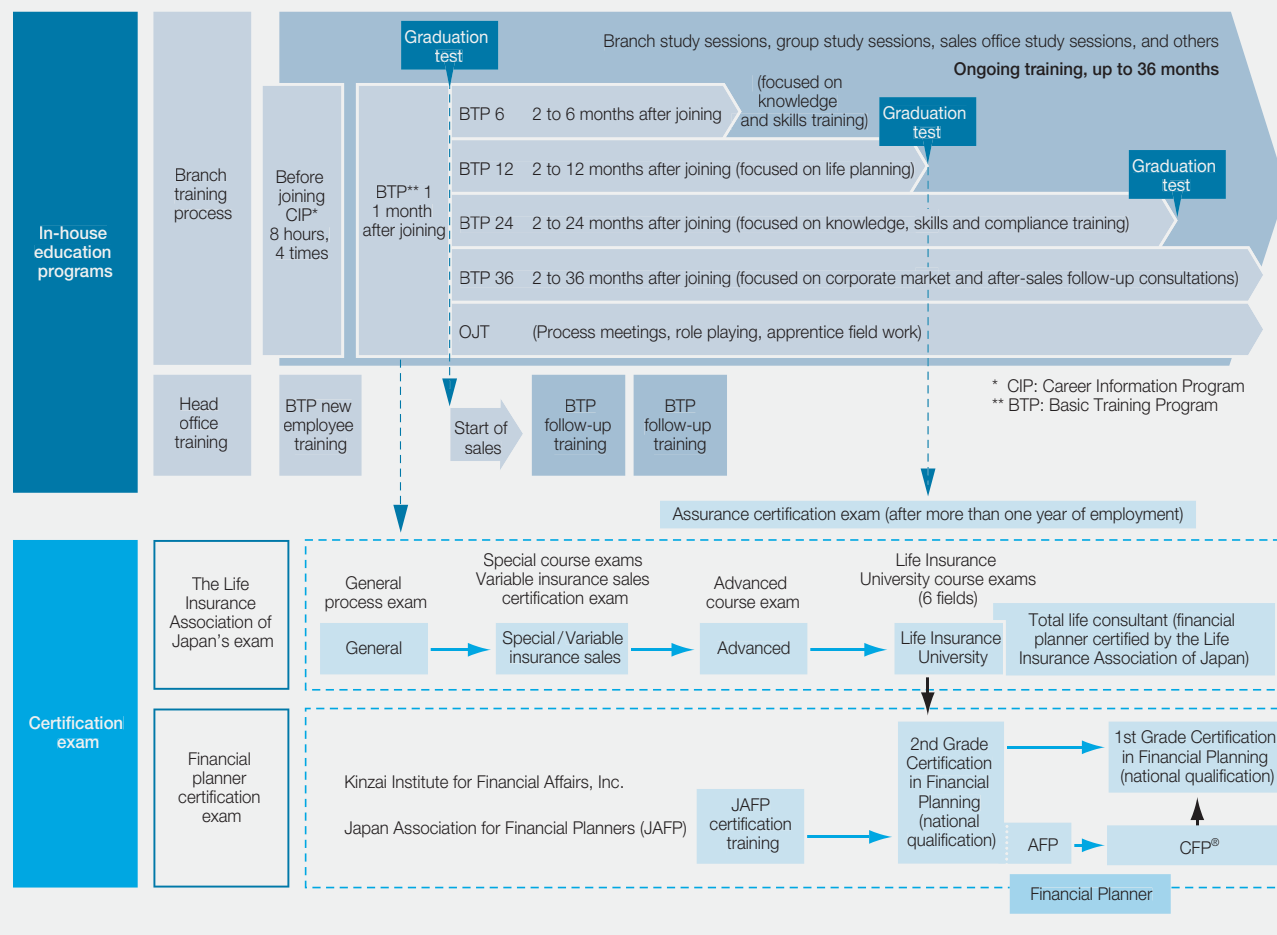 In-house
education
programs
Branch
training
process
Before
joining
CIP*
8 hours,
4 times
BTP** 1
1 month
after joining
Graduation
test
Branch study sessions, group study sessions, sales office study sessions, and others
Ongoing training, up to 36 months
BTP 6 2 to 6 months after joining
(focused on
knowledge
and skills training)
Graduation
test
BTP 12 2 to 12 months after joining (focused on life planning)
Graduation
test
BTP 24 2 to 24 months after joining (focused on knowledge, skills and compliance training)
BTP 36 2 to 36 months after joining (focused on corporate market and after-sales follow-up consultations)
OJT (Process meetings, role playing, apprentice field work)
* CIP: Career Information Program
** BTP: Basic Training Program
Head
office
training
BTP new
employee
training
Start of
sales
BTP
follow-up
training
BTP
follow-up
training
Assurance certification exam (after more than one year of employment)
Certification
exam
The Life
Insurance
Association of
Japan's exam
General
process exam
Special course exams
Variable insurance sales
certification exam
Advanced
course exam
Life Insurance
University course exams
(6 fields)
General
Special/Variable
insurance sales
Advanced
Life Insurance
University
Total life consultant (financial
planner certified by the Life
Insurance Association of Japan)
Financial
planner
certification
exam
Kinzai Institute for Financial Affairs, Inc.
Japan Association for Financial Planners (JAFP)
JAFP
certification
training
2nd Grade
Certification
in Financial
Planning
(national
qualification)
1st Grade Certification
in Financial Planning
(national qualification)
AFP
CFP®
Financial Planner